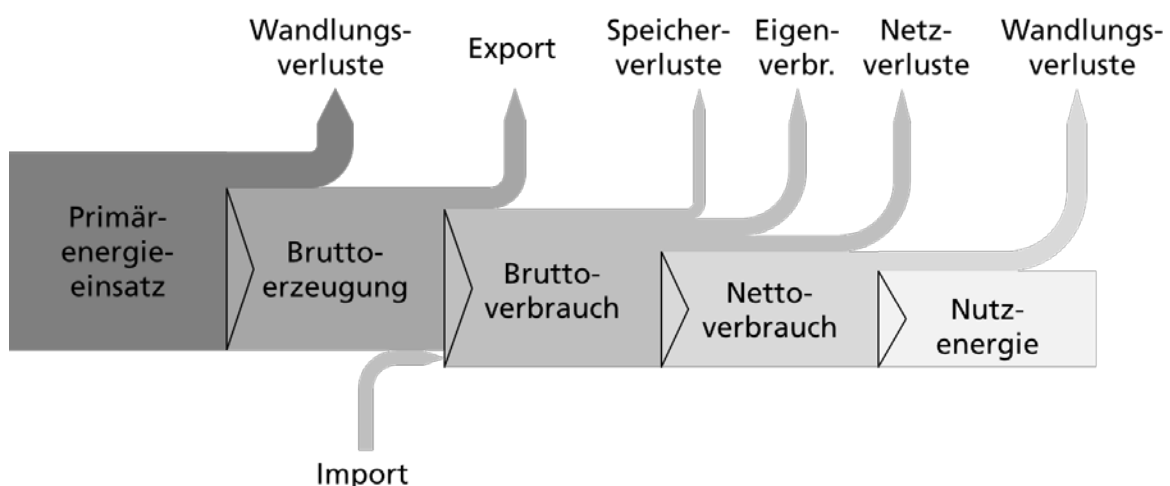 Wandlungs-
verluste
Export
Speicher-
verluste
Eigen-
verbr.
Netz-
verluste
Wandlungs-
verluste
Primär-
energie-
einsatz
Brutto-
erzeugung
Brutto-
verbrauch
Netto-
verbrauch
Nutz-
energie
Import